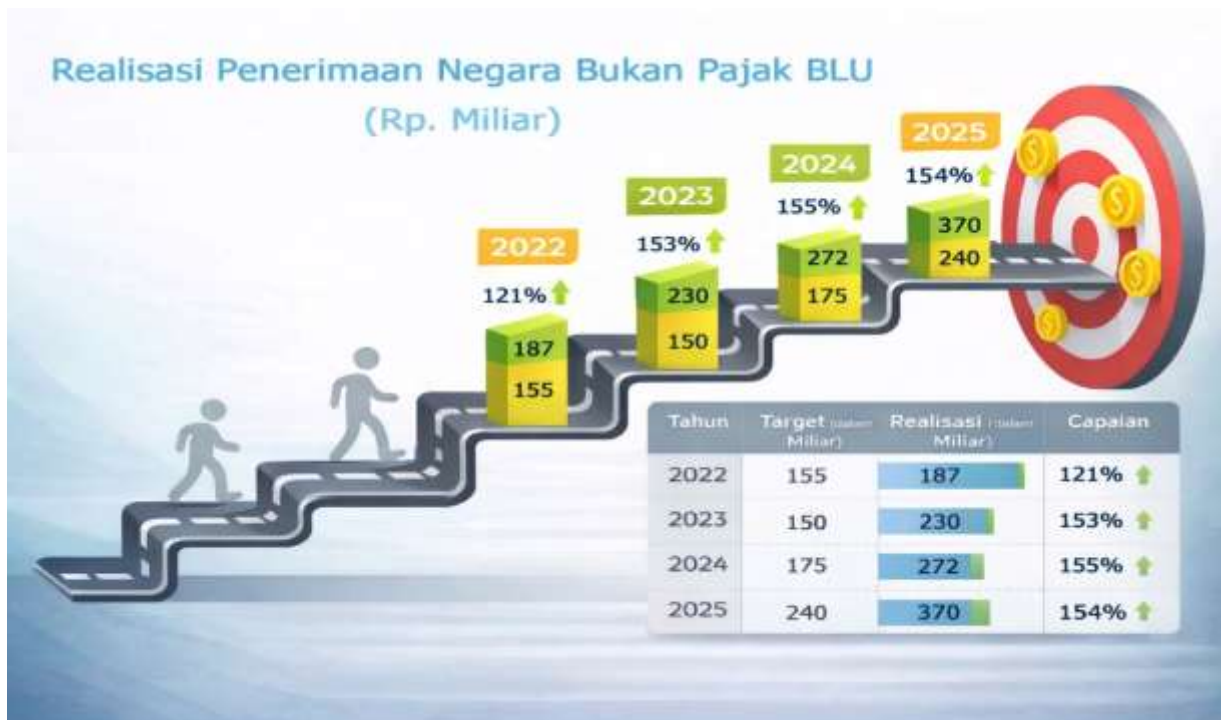 Realisasi Penerimaan Negara Bukan Pajak BLU
(Rp. Miliar)
2022
121%
187
155
2023
153%
230
150
2024
155%
272
175
2025
154%
370
240
Tahun Target (dalam Miliar) Realisasi (dalam Miliar) Capaian
2022 155 187 121%
2023 150 230 153%
2024 175 272 155%
2025 240 370 154%